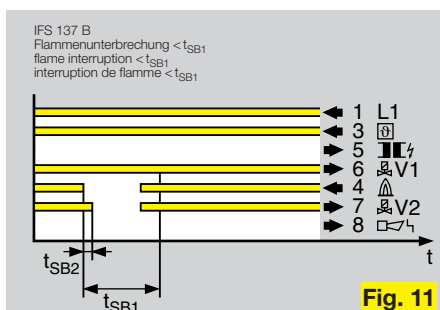 IFS 137 B
Flammenunterbrechung < tSB1
flame interruption < tSB1
interruption de flamme < tSB1
1 L1
3 ϑ
5
6 V1
4
7 V2
8
t
tSB2
tSB1
Fig. 11